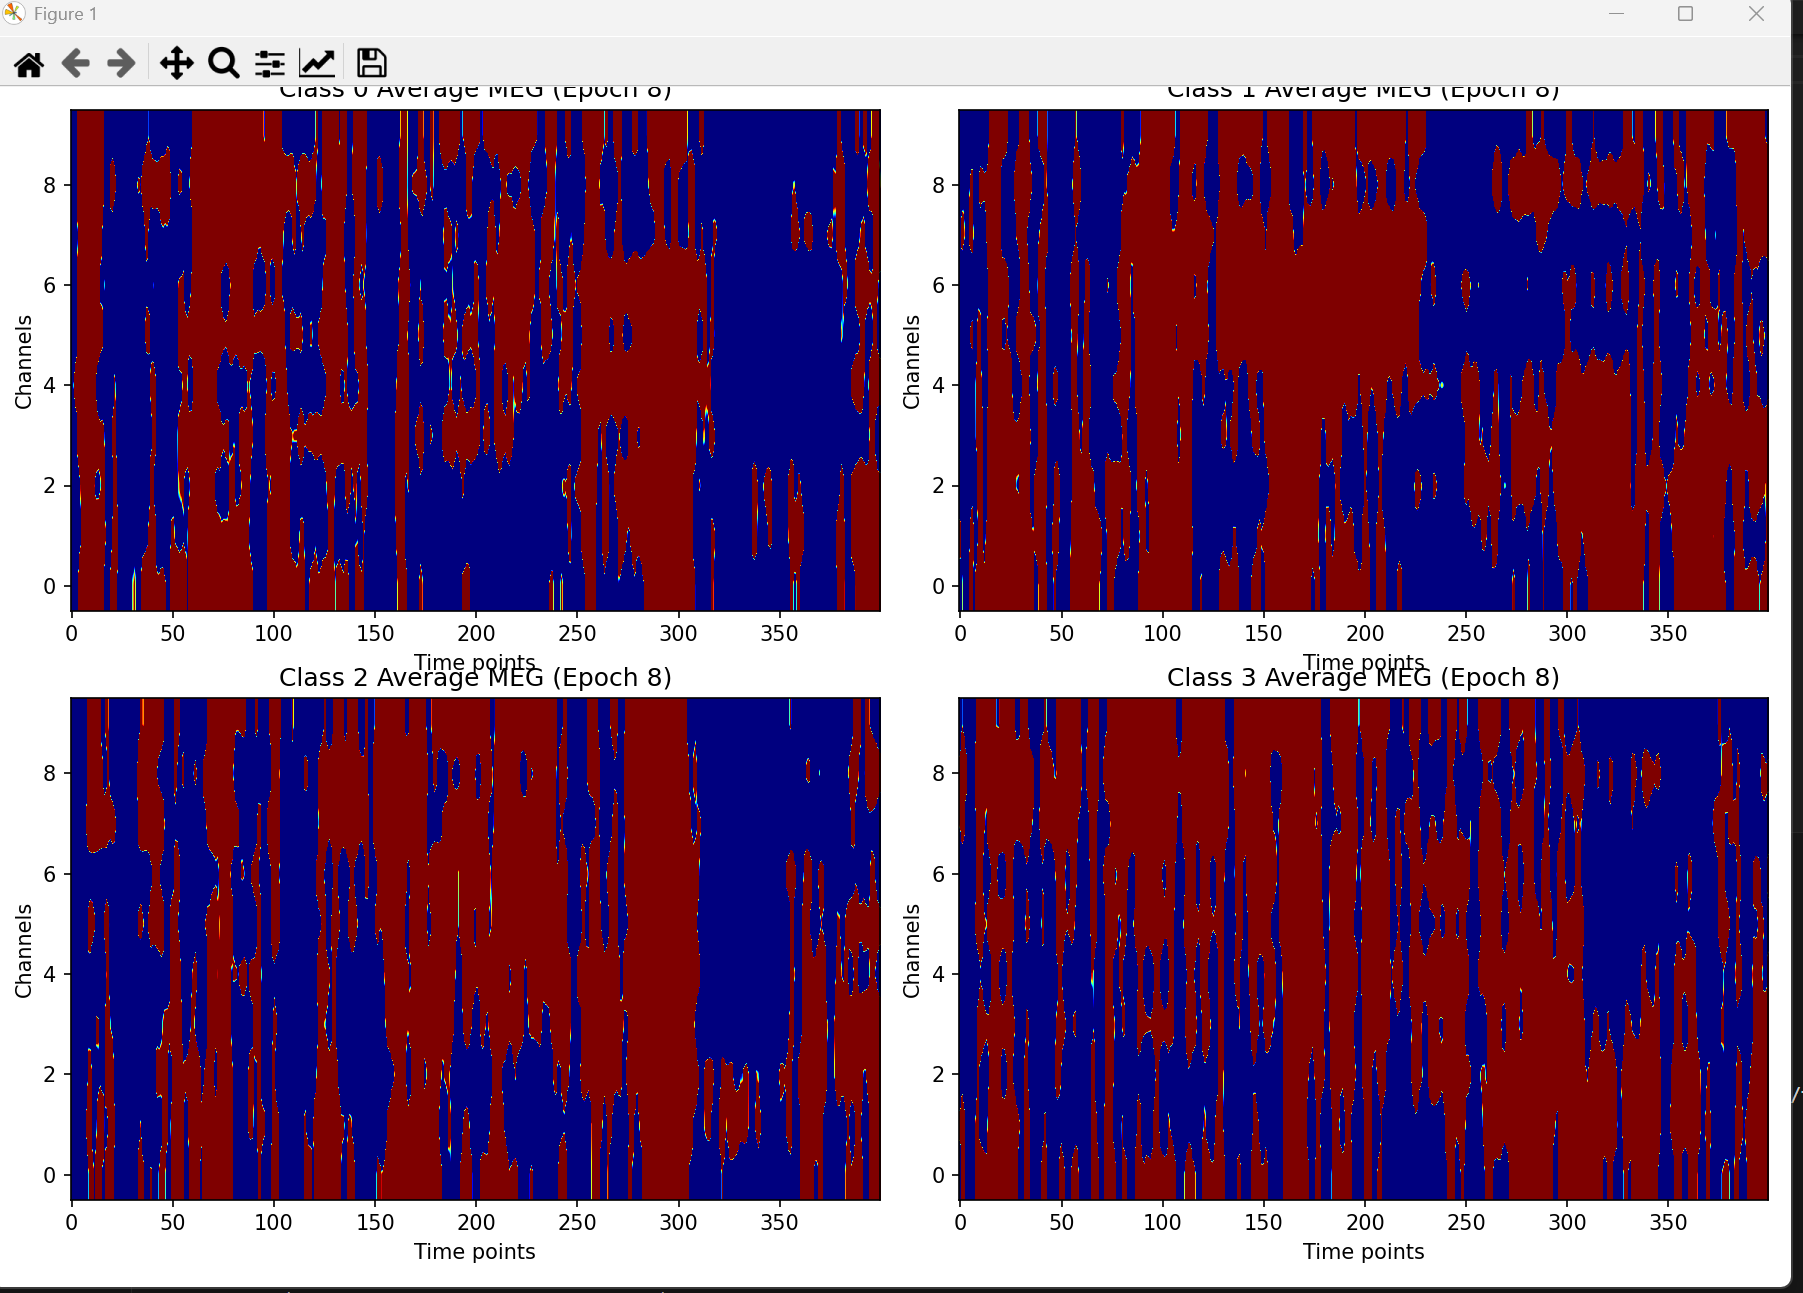 Figure 1
Class 0 Average MEG (Epoch 8)
Class 1 Average MEG (Epoch 8)
Channels
8
6
4
2
0
0 50 100 150 200 250 300 350
Time points
Channels
8
6
4
2
0
0 50 100 150 200 250 300 350
Time points
Class 2 Average MEG (Epoch 8)
Class 3 Average MEG (Epoch 8)
Channels
8
6
4
2
0
0 50 100 150 200 250 300 350
Time points
Channels
8
6
4
2
0
0 50 100 150 200 250 300 350
Time points